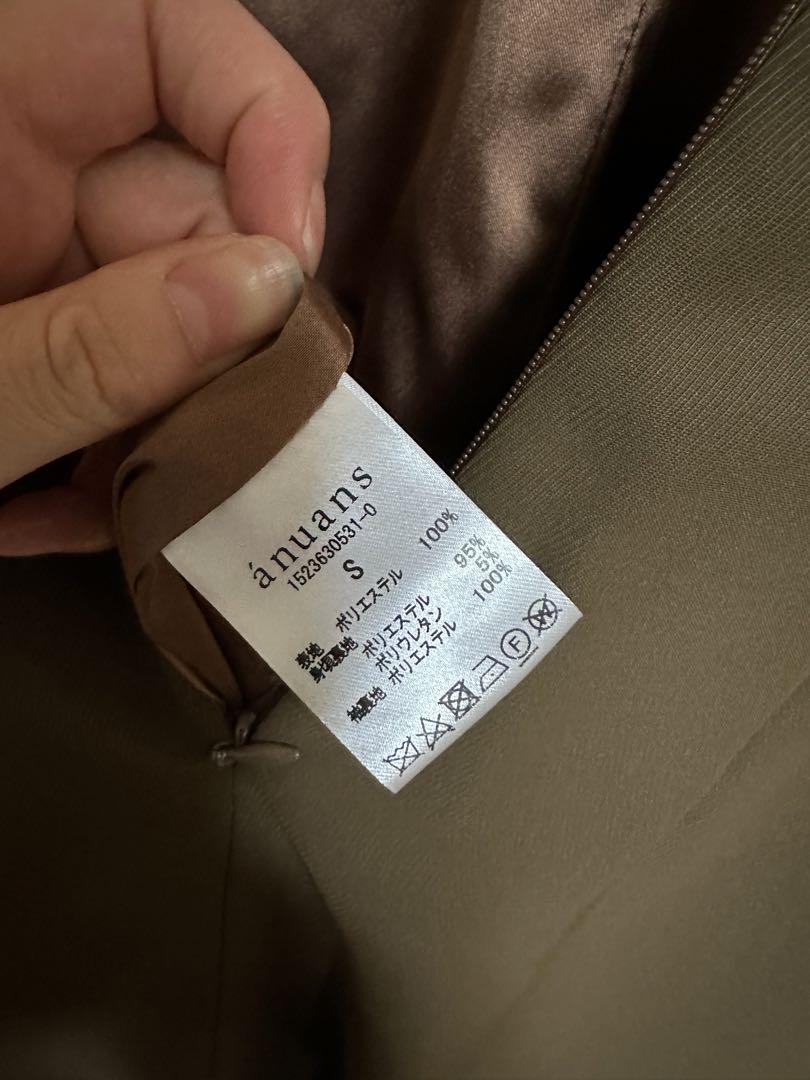 ánuans
1523630531-0
S
表地 ポリエステル 100%
身頃裏地 ポリエステル 95%
ポリウレタン 5%
袖裏地 ポリエステル 100%
F W